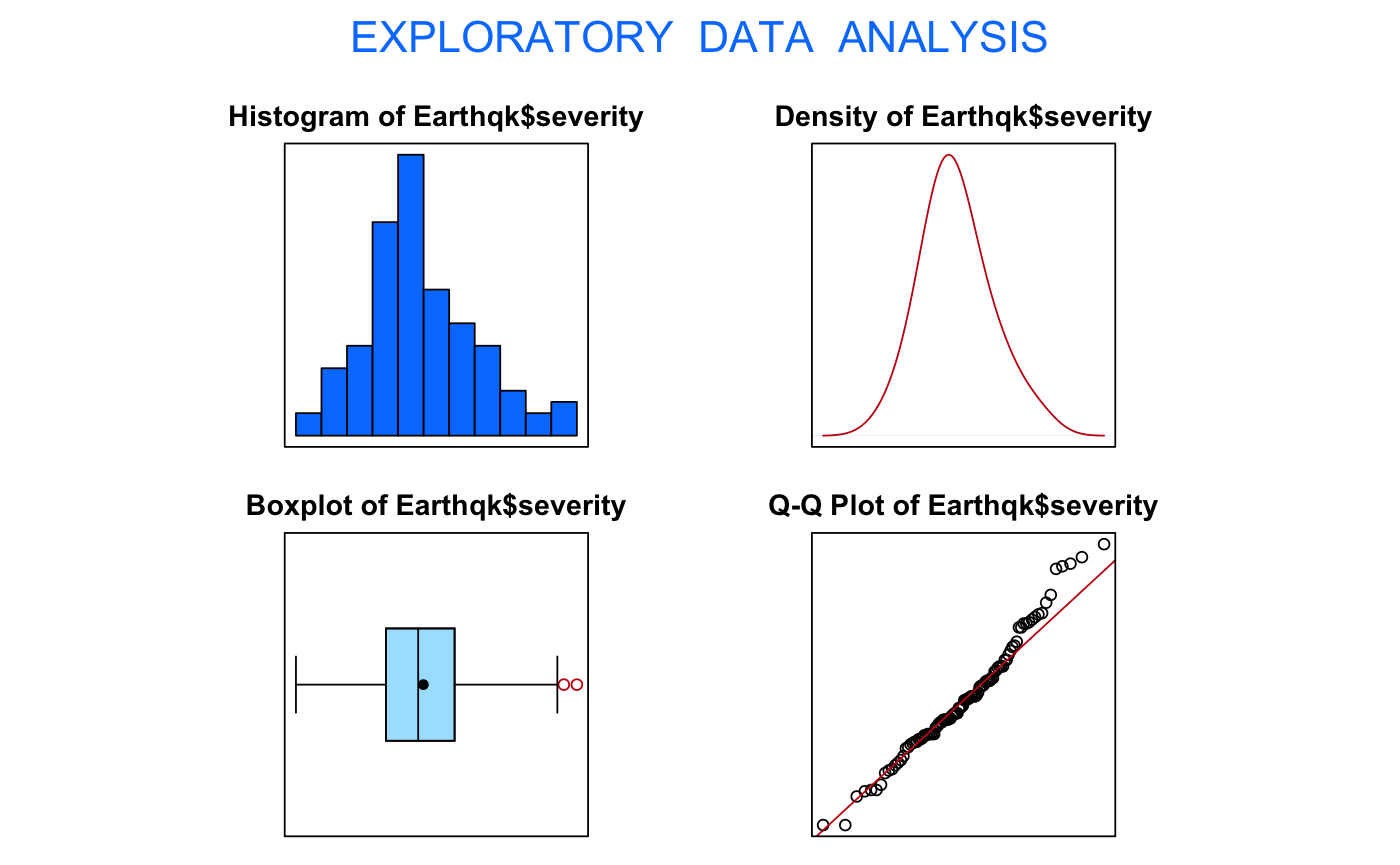 EXPLORATORY DATA ANALYSIS
Histogram of Earthqk$severity
Density of Earthqk$severity
Boxplot of Earthqk$severity
Q-Q Plot of Earthqk$severity